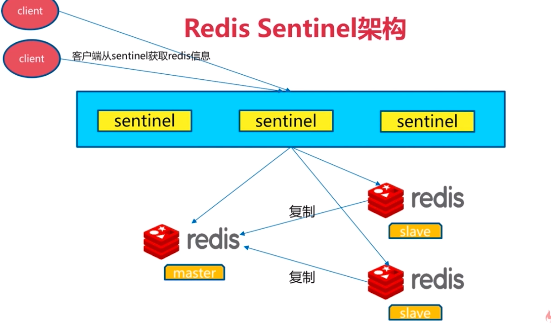 client
Redis Sentinel架构
client
客户端从sentinel获取redis信息
sentinel
sentinel
sentinel
redis
slave
复制
redis
master
复制
redis
slave